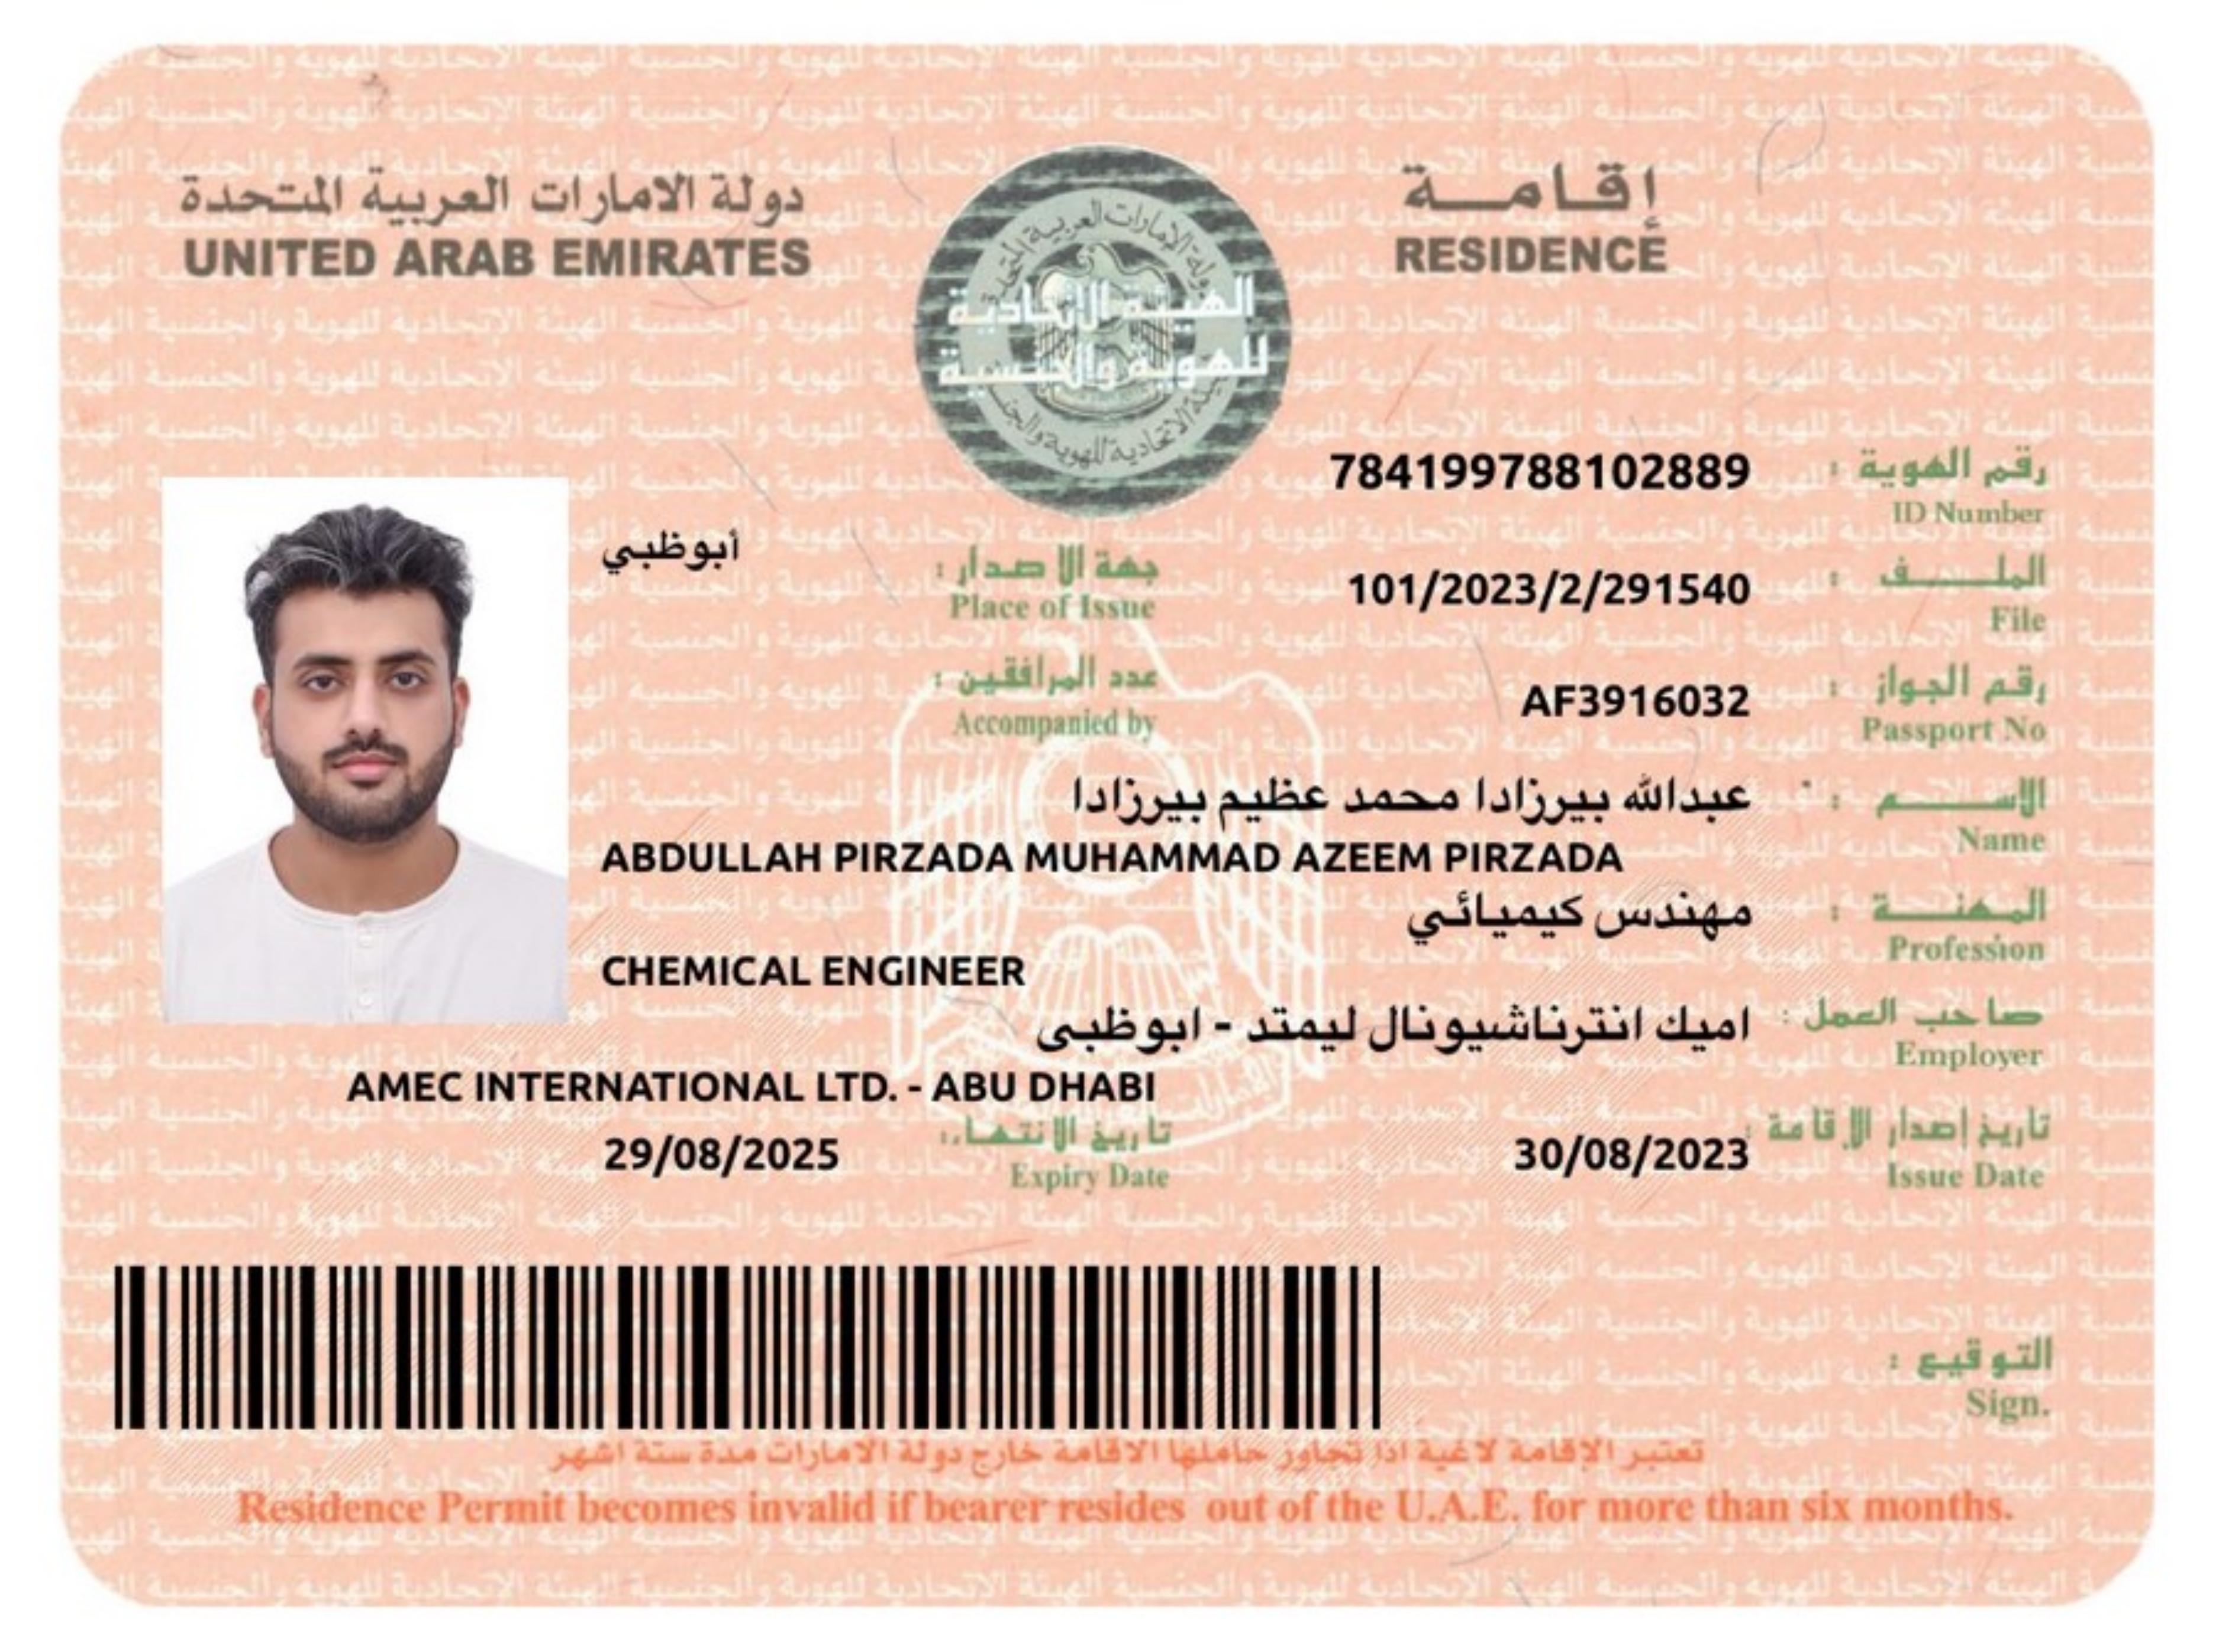 دولة الامارات العربية المتحدة
UNITED ARAB EMIRATES
إقامـــة
RESIDENCE
الهيئة الإتحادية
للهوية والجنسية
رقم الهوية : 784199788102889
ID Number
الملـــف : 101/2023/2/291540
File
جهة الاصدار : أبوظبي
Place of Issue
رقم الجواز : AF3916032
Passport No
عدد المرافقين :
Accompanied by
الاســـم : عبدالله بيرزادا محمد عظيم بيرزادا
Name
ABDULLAH PIRZADA MUHAMMAD AZEEM PIRZADA
المهنـــة : مهندس كيميائي
Profession
CHEMICAL ENGINEER
صاحب العمل : اميك انترناشيونال ليمتد - ابوظبى
Employer
AMEC INTERNATIONAL LTD. - ABU DHABI
تاريخ إصدار الإقامة : 30/08/2023
Issue Date
تاريخ الانتهاء: 29/08/2025
Expiry Date
التوقيع :
Sign.
تعتبر الإقامة لاغية اذا تجاوز حاملها الاقامة خارج دولة الامارات مدة ستة اشهر
Residence Permit becomes invalid if bearer resides out of the U.A.E. for more than six months.